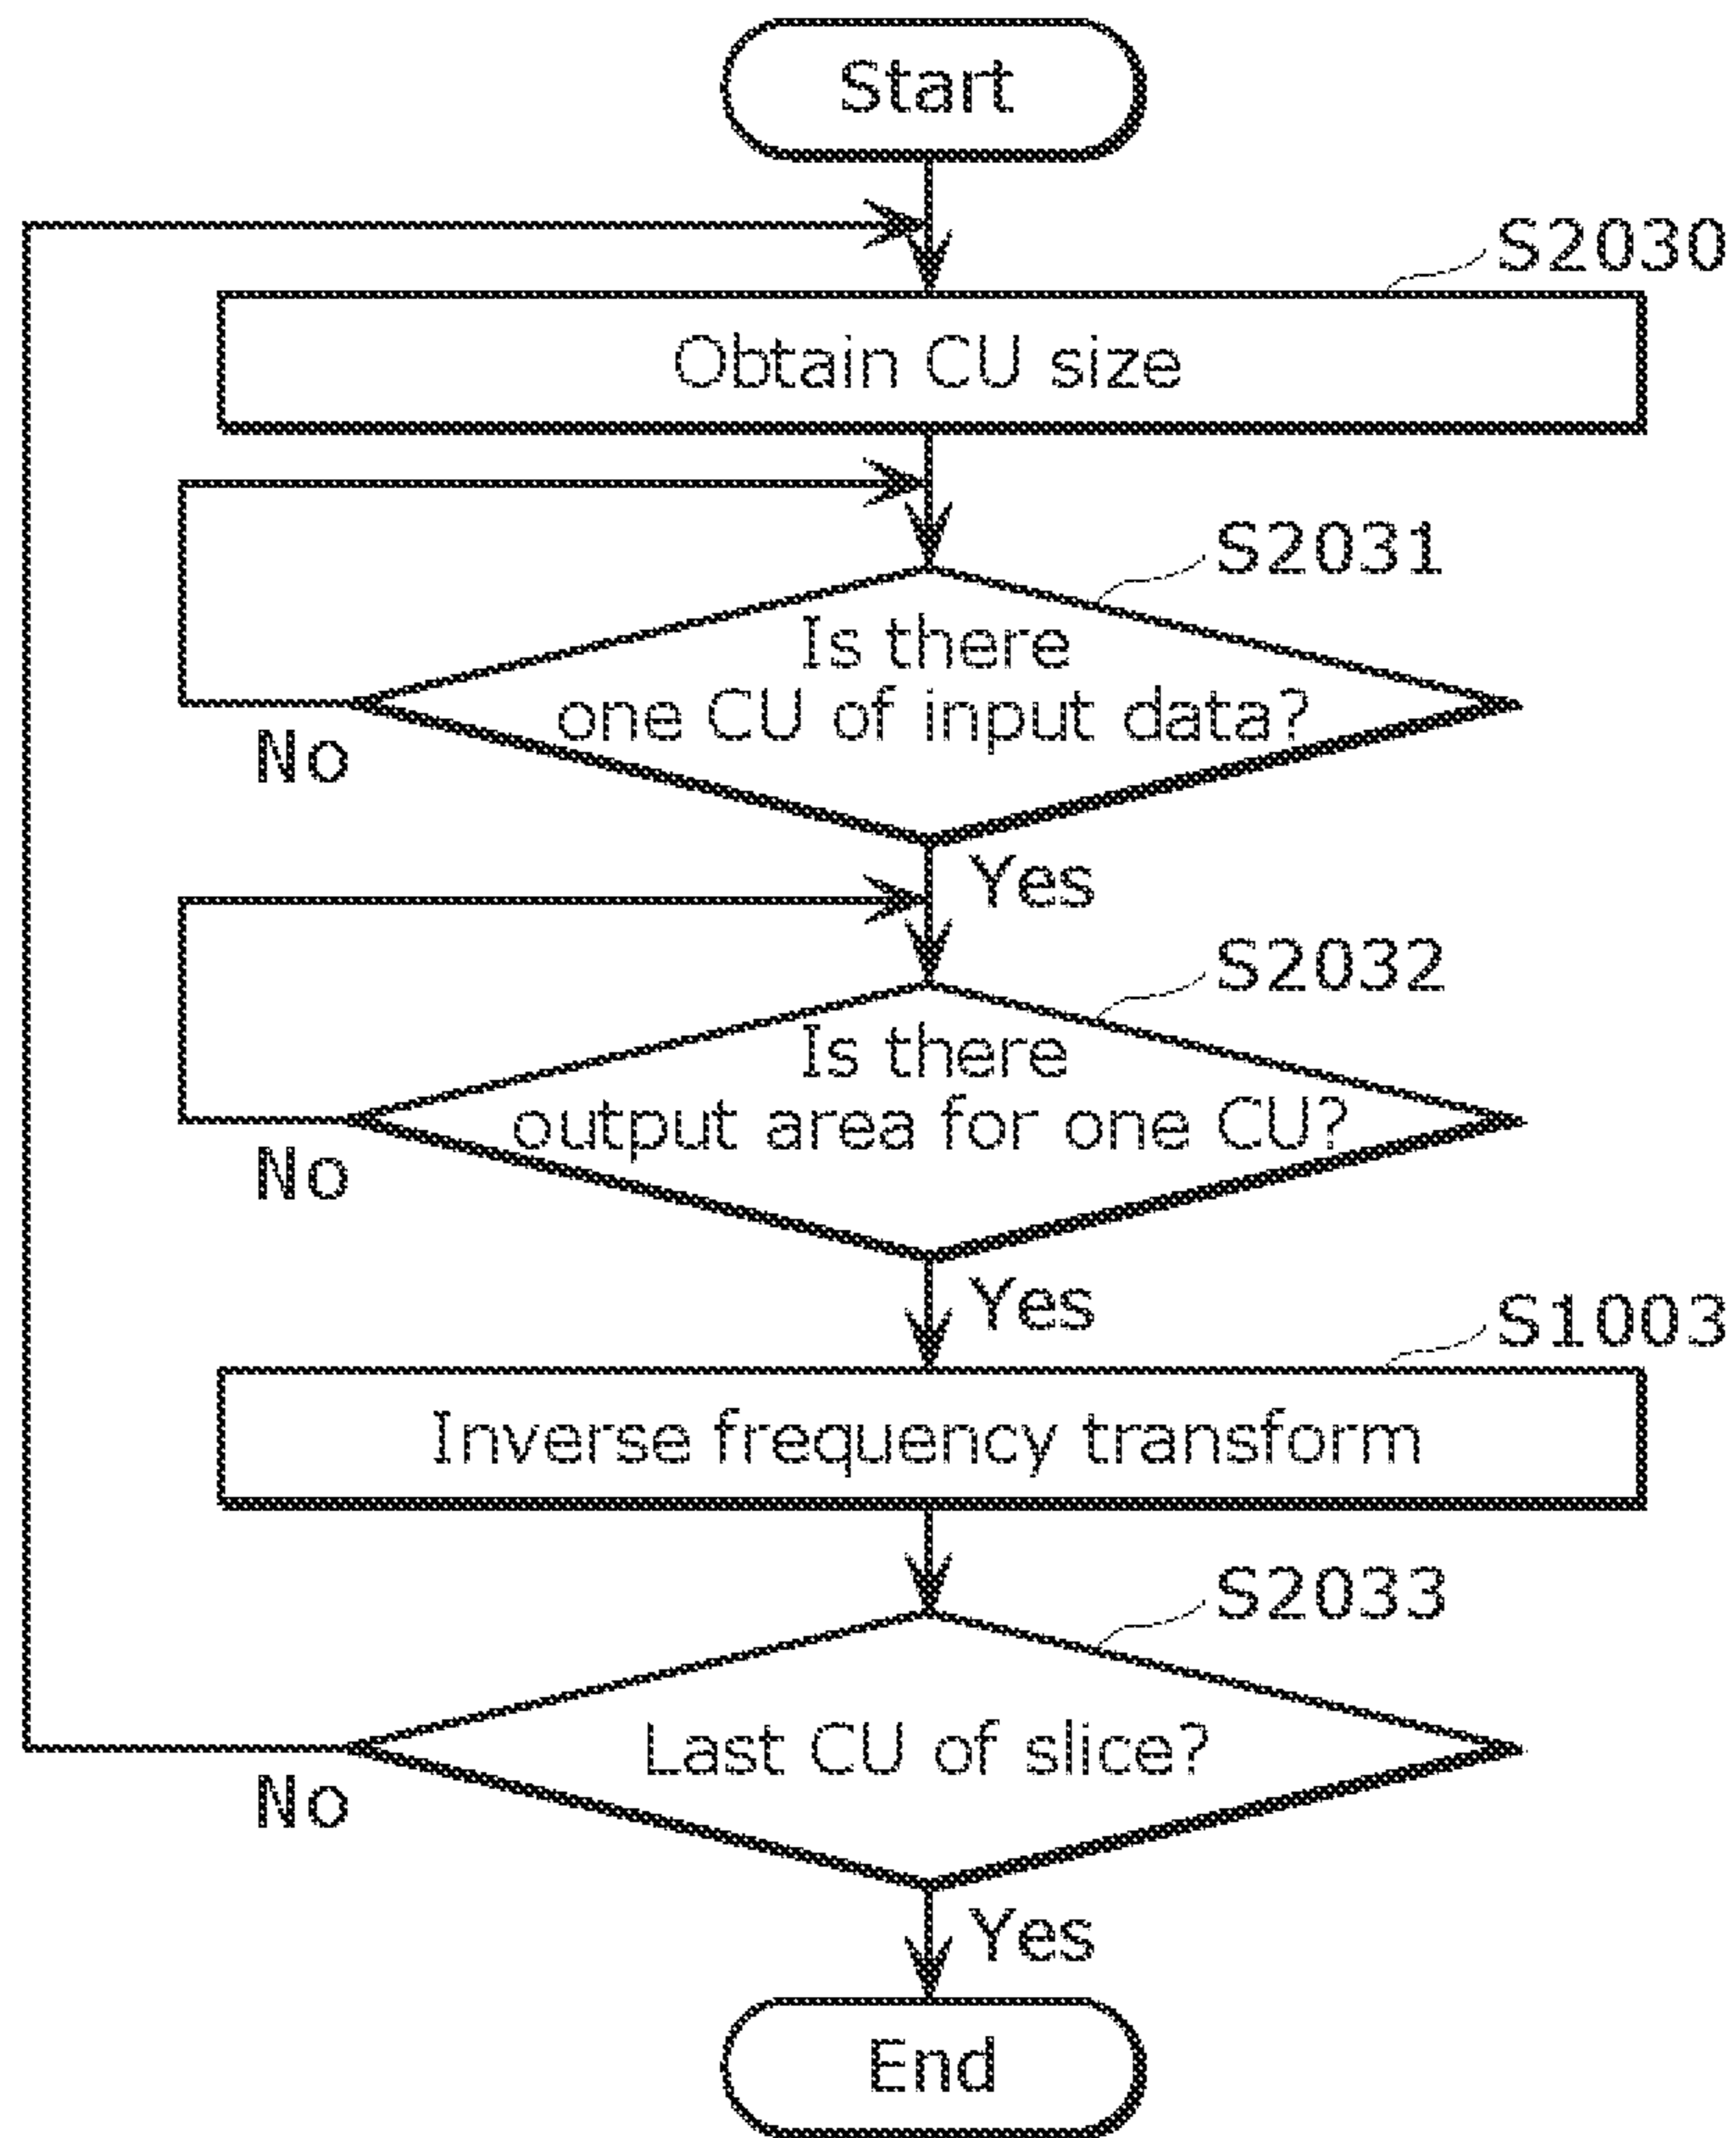 Start
S2030
Obtain CU size
S2031
Is there
one CU of input data?
No
Yes
S2032
Is there
output area for one CU?
No
Yes
S1003
Inverse frequency transform
S2033
Last CU of slice?
No
Yes
End